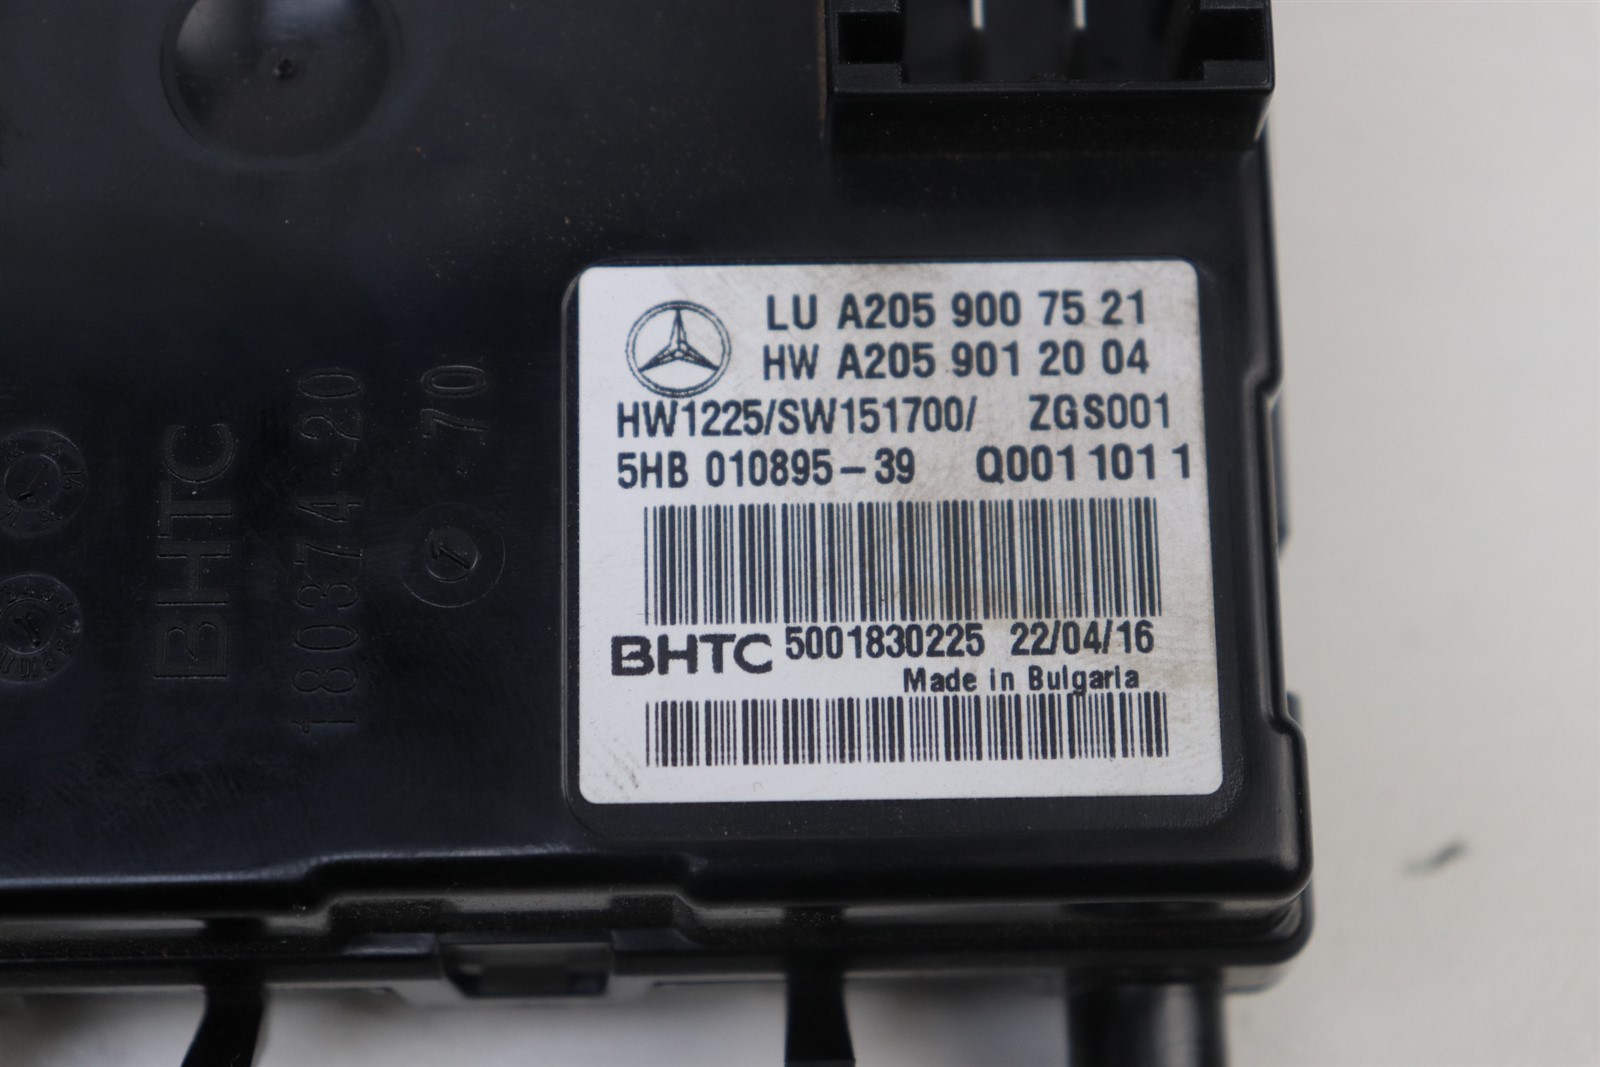 LU A205 900 75 21
HW A205 901 20 04
HW1225/SW151700/ ZGS001
5HB 010895-39 Q001 101 1
BHTC 5001830225 22/04/16
Made in Bulgaria
BHTC
180374-20
-70